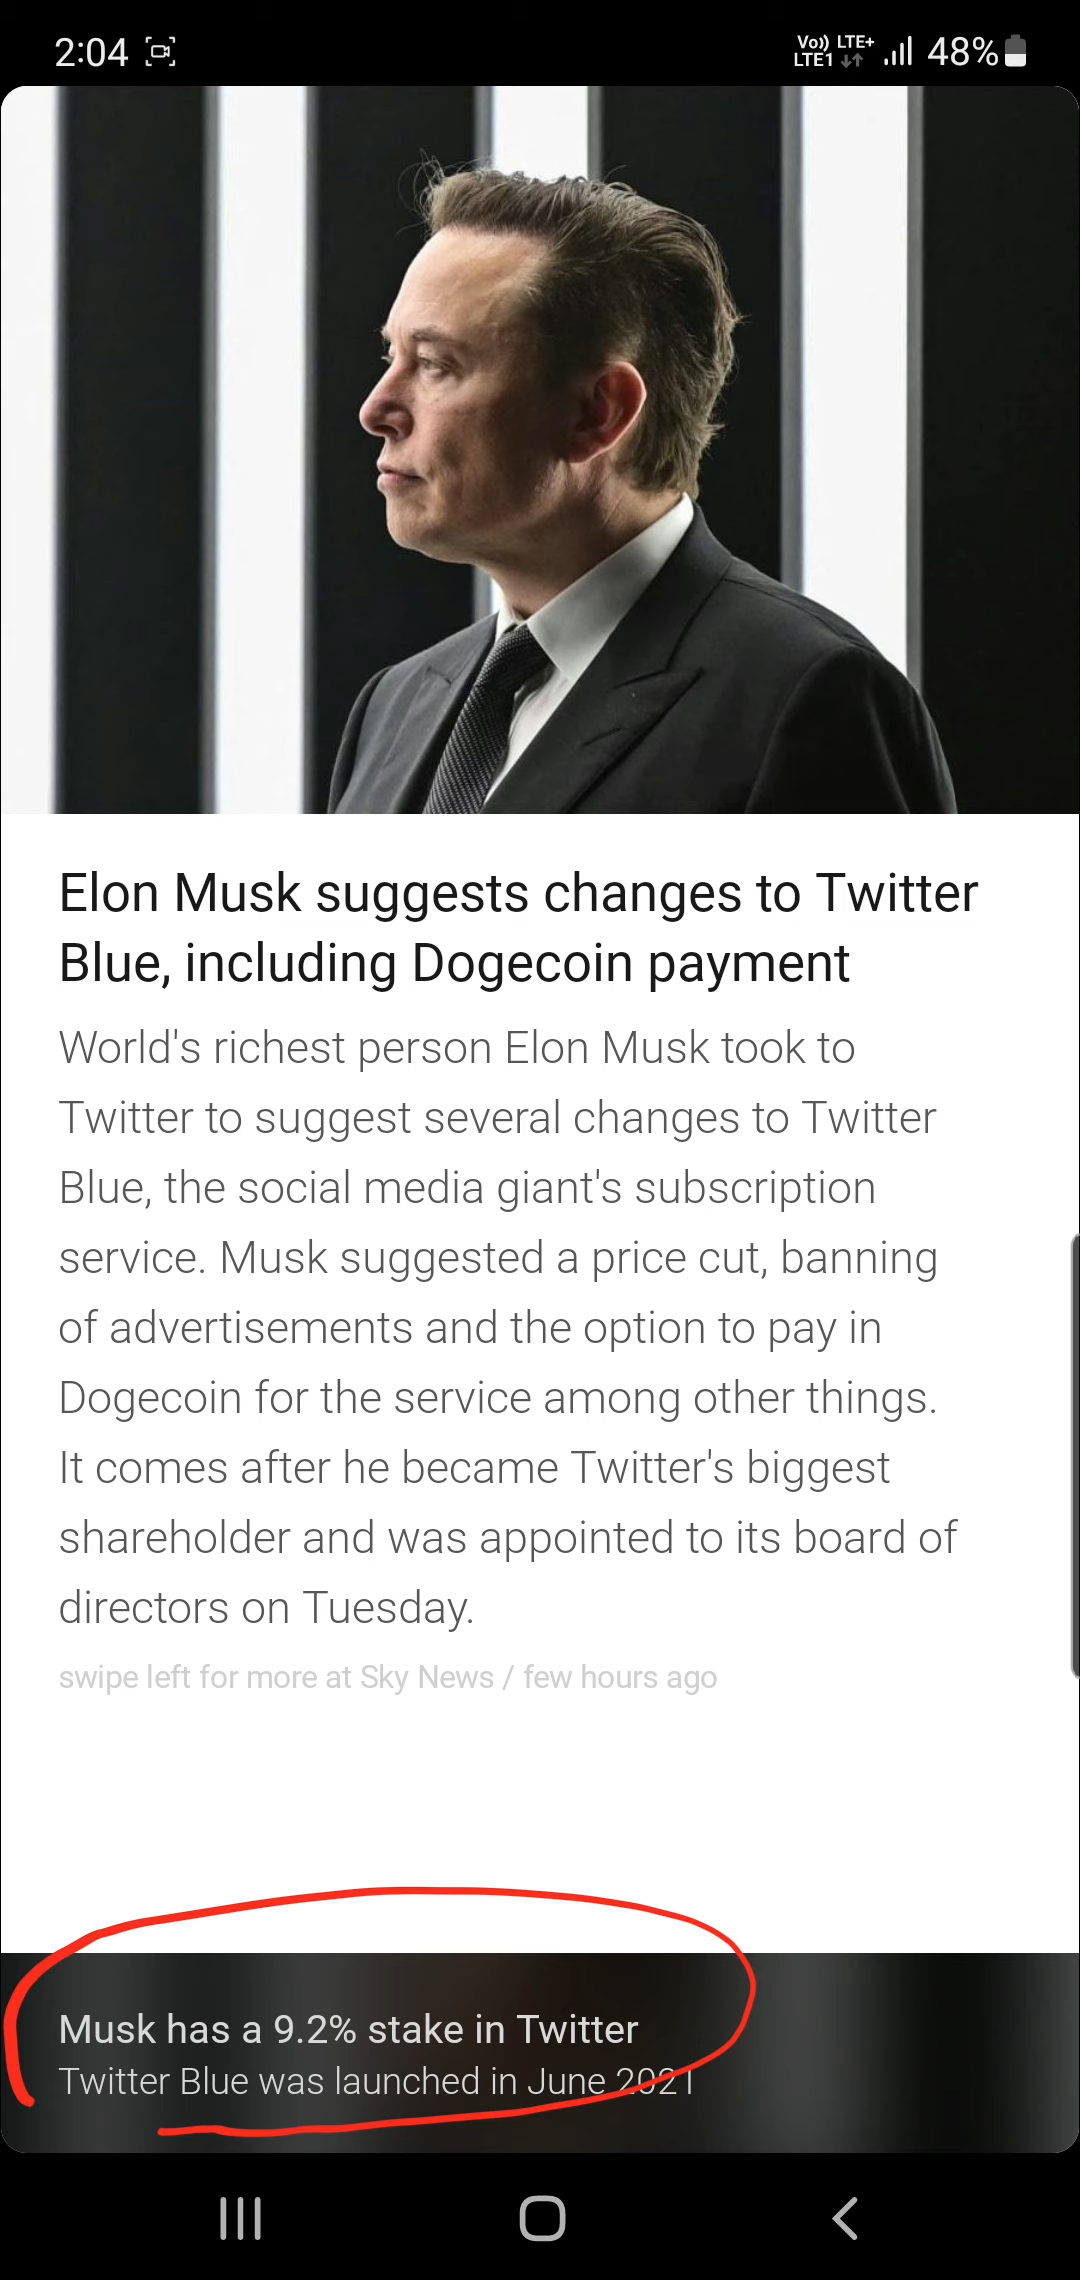 2:04
Vo)) LTE+
LTE1
48%
Elon Musk suggests changes to Twitter
Blue, including Dogecoin payment
World's richest person Elon Musk took to
Twitter to suggest several changes to Twitter
Blue, the social media giant's subscription
service. Musk suggested a price cut, banning
of advertisements and the option to pay in
Dogecoin for the service among other things.
It comes after he became Twitter's biggest
shareholder and was appointed to its board of
directors on Tuesday.
swipe left for more at Sky News / few hours ago
Musk has a 9.2% stake in Twitter
Twitter Blue was launched in June 2021